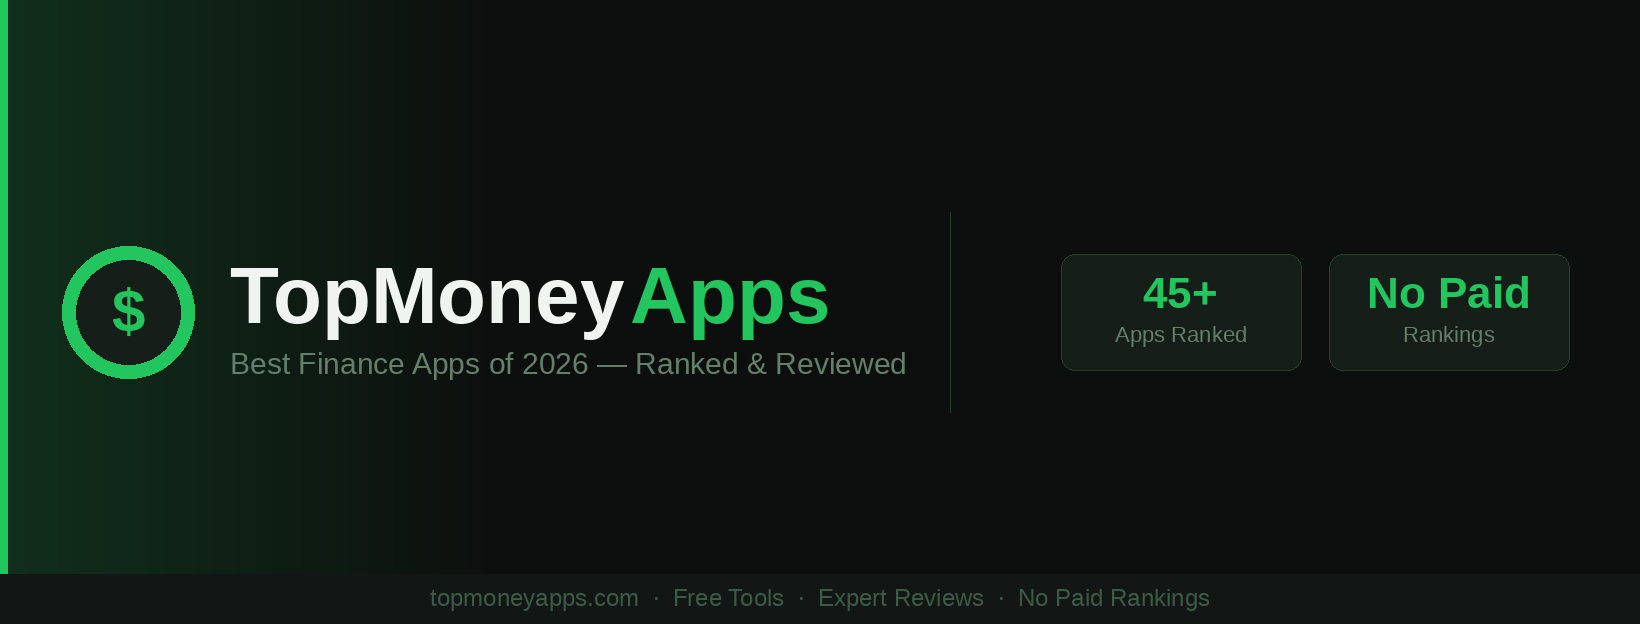 $
TopMoneyApps
Best Finance Apps of 2026 — Ranked & Reviewed
45+
Apps Ranked
No Paid
Rankings
topmoneyapps.com · Free Tools · Expert Reviews · No Paid Rankings